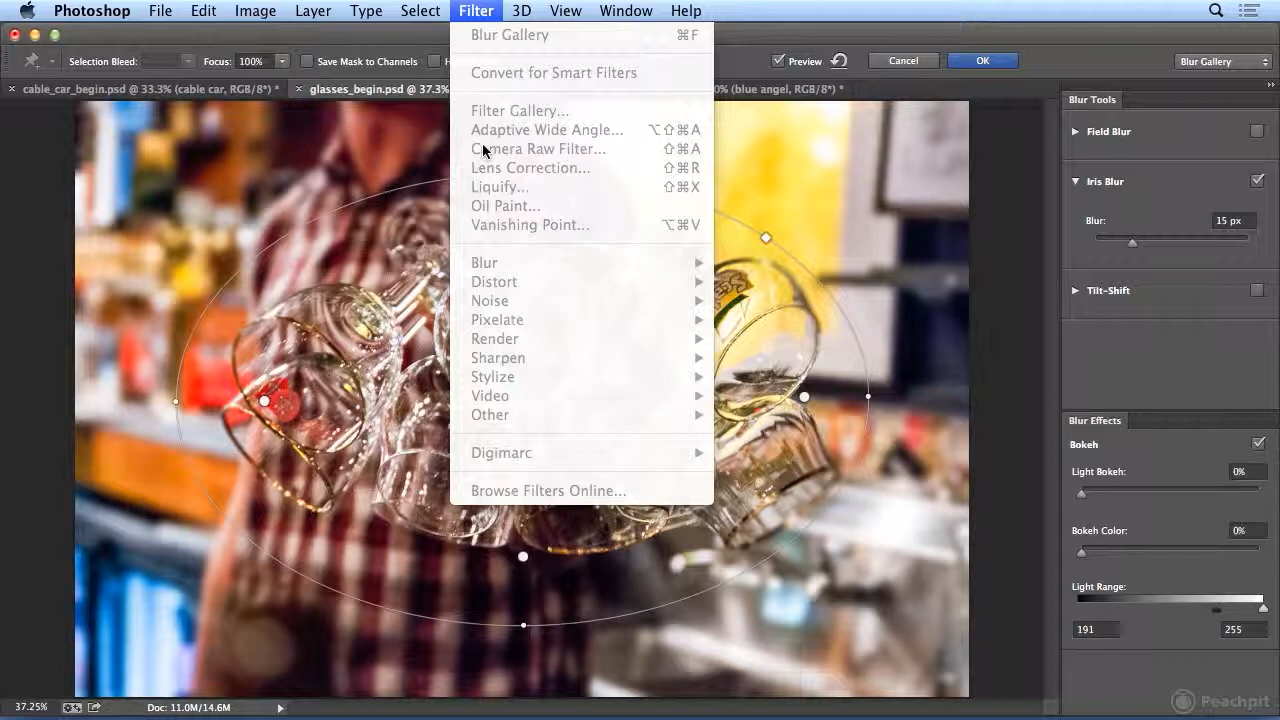 Photoshop File Edit Image Layer Type Select Filter 3D View Window Help
Selection Bleed: Focus: 100% Save Mask to Channels H Preview Cancel OK Blur Gallery
cable_car_begin.psd @ 33.3% (cable car, RGB/8*) * glasses_begin.psd @ 37.3% 0% (blue angel, RGB/8*) *
Blur Gallery ⌘F
Convert for Smart Filters
Filter Gallery...
Adaptive Wide Angle... ⌥⇧⌘A
Camera Raw Filter... ⇧⌘A
Lens Correction... ⇧⌘R
Liquify... ⇧⌘X
Oil Paint...
Vanishing Point... ⌥⌘V
Blur
Distort
Noise
Pixelate
Render
Sharpen
Stylize
Video
Other
Digimarc
Browse Filters Online...
Blur Tools
Field Blur
Iris Blur
Blur: 15 px
Tilt-Shift
Blur Effects
Bokeh
Light Bokeh: 0%
Bokeh Color: 0%
Light Range:
191 255
37.25% Doc: 11.0M/14.6M
Peachpit